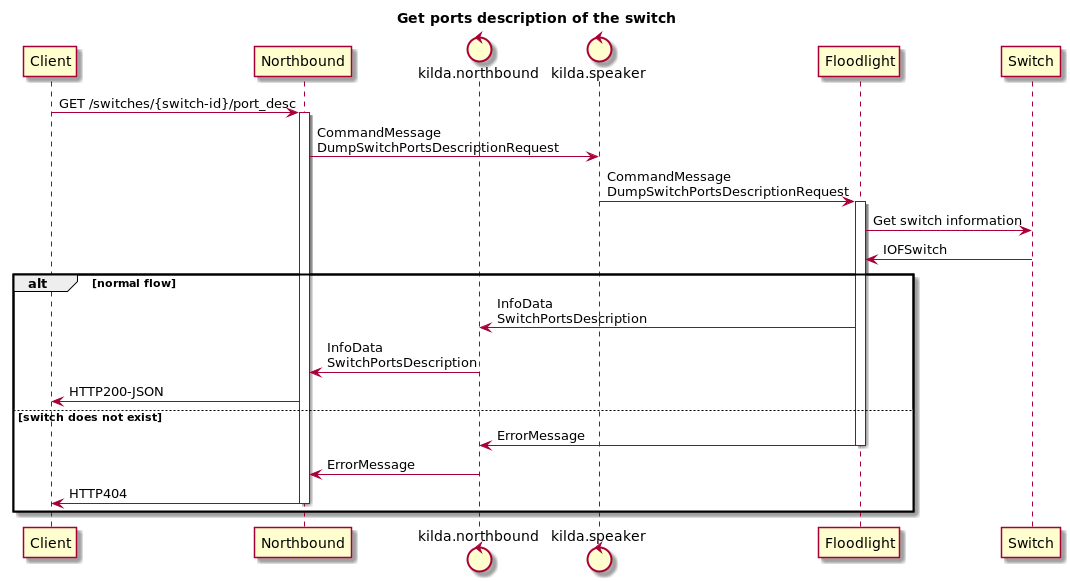 Get ports description of the switch
Client
Northbound
kilda.northbound
kilda.speaker
Floodlight
Switch
GET /switches/{switch-id}/port_desc
CommandMessage
DumpSwitchPortsDescriptionRequest
CommandMessage
DumpSwitchPortsDescriptionRequest
Get switch information
IOFSwitch
alt
[normal flow]
InfoData
SwitchPortsDescription
InfoData
SwitchPortsDescription
HTTP200-JSON
[switch does not exist]
ErrorMessage
ErrorMessage
HTTP404
Client
Northbound
kilda.northbound
kilda.speaker
Floodlight
Switch